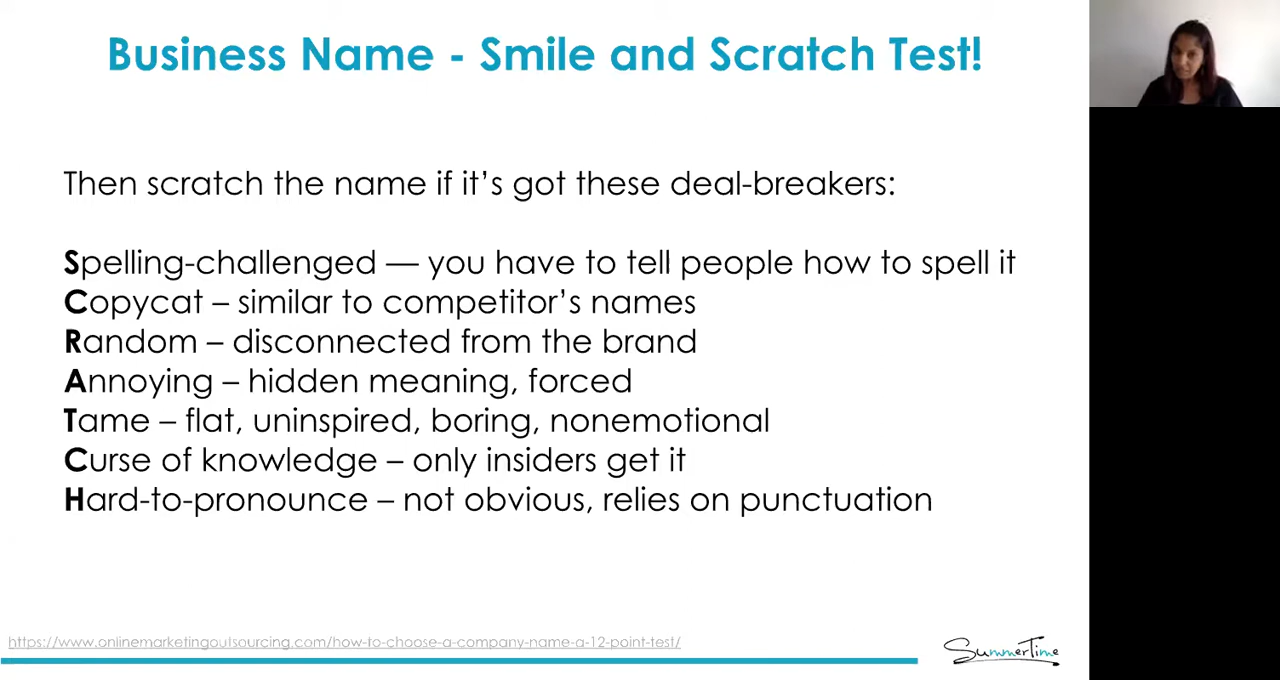 Business Name - Smile and Scratch Test!
Then scratch the name if it’s got these deal-breakers:
Spelling-challenged — you have to tell people how to spell it
Copycat – similar to competitor’s names
Random – disconnected from the brand
Annoying – hidden meaning, forced
Tame – flat, uninspired, boring, nonemotional
Curse of knowledge – only insiders get it
Hard-to-pronounce – not obvious, relies on punctuation
https://www.onlinemarketingoutsourcing.com/how-to-choose-a-company-name-a-12-point-test/
SummerTime